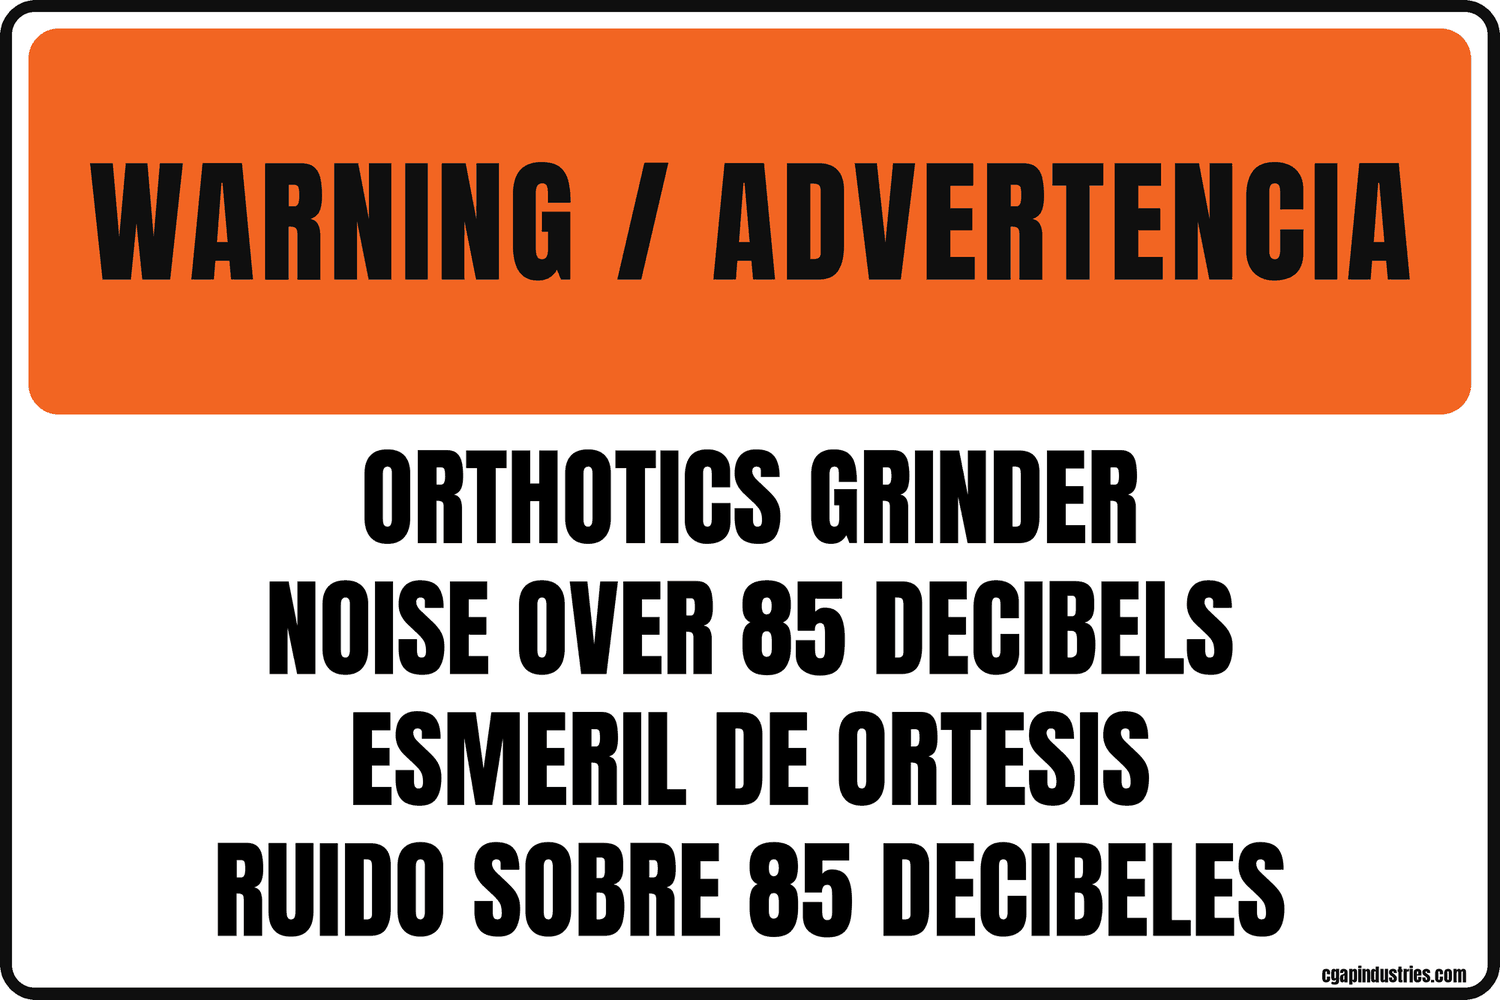 WARNING / ADVERTENCIA
ORTHOTICS GRINDER
NOISE OVER 85 DECIBELS
ESMERIL DE ORTESIS
RUIDO SOBRE 85 DECIBELES
cgapindustries.com